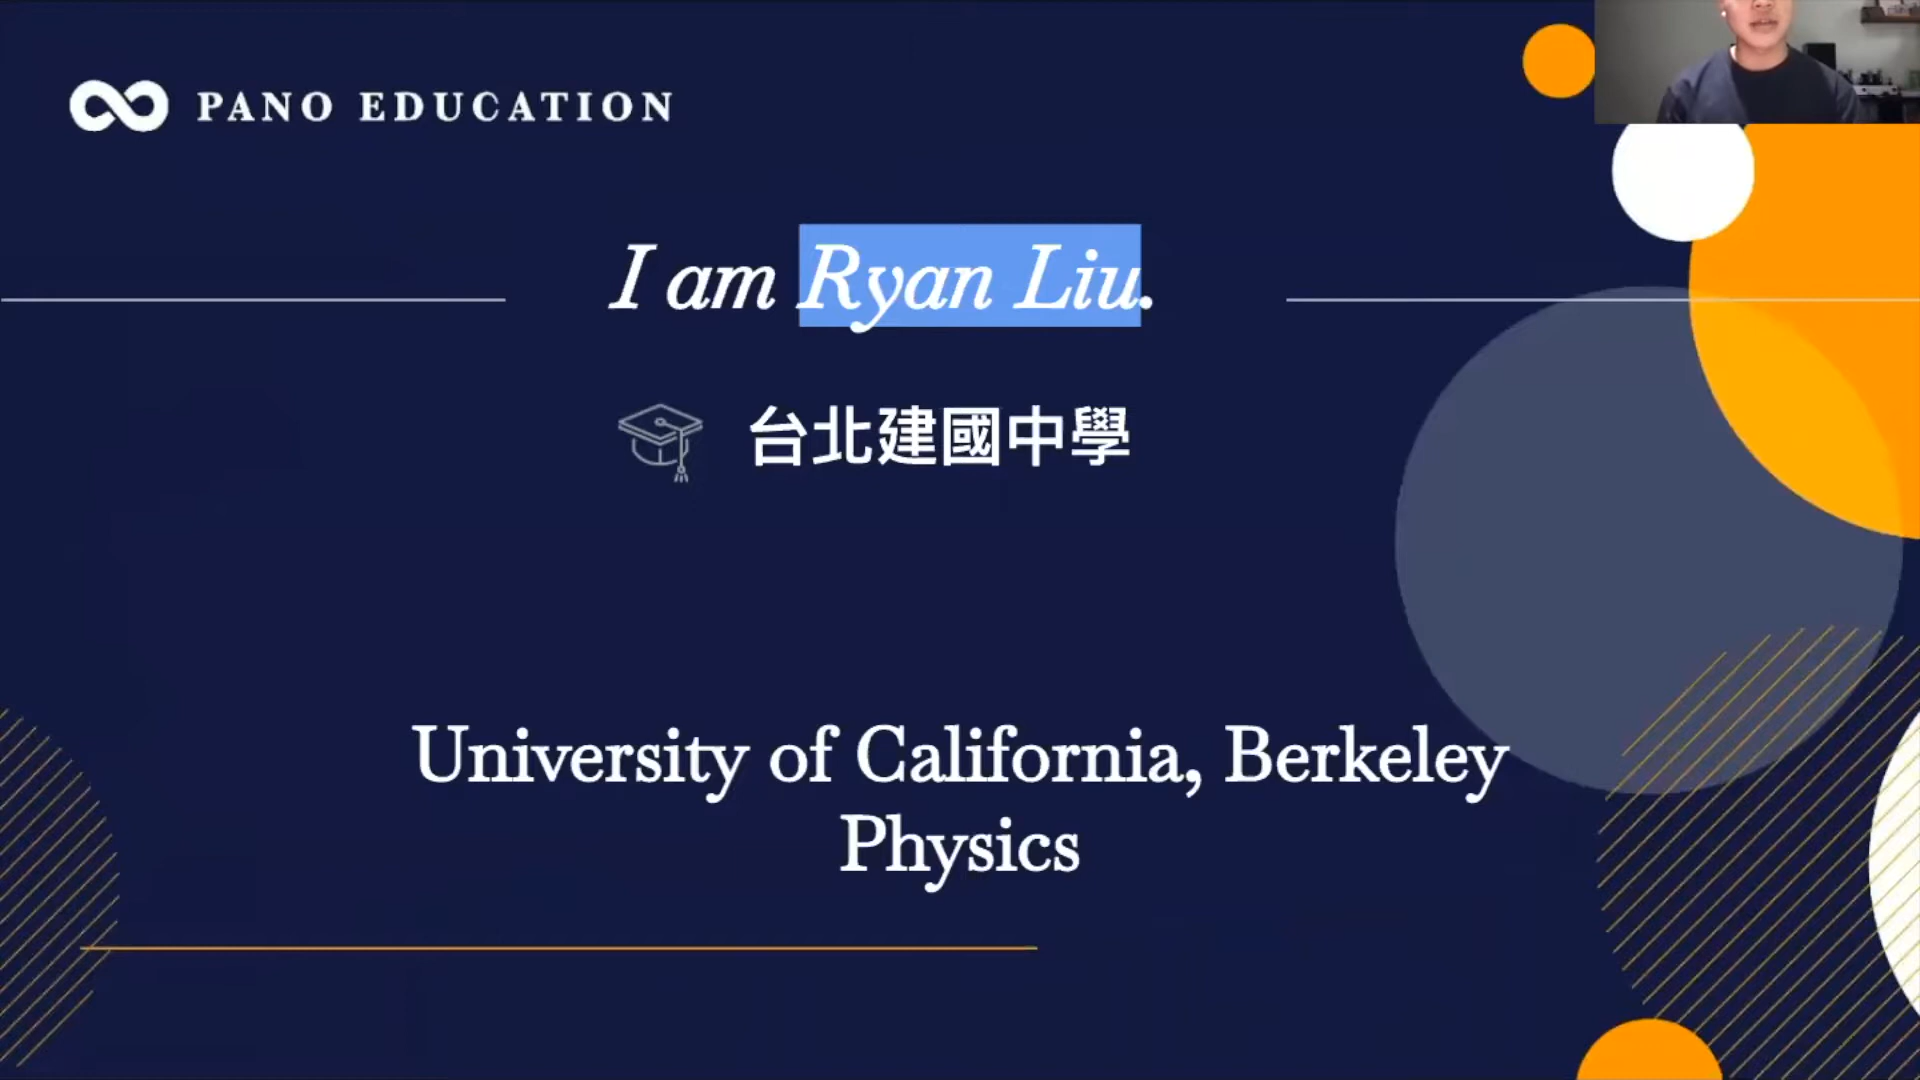 PANO EDUCATION
I am Ryan Liu.
台北建國中學
University of California, Berkeley
Physics